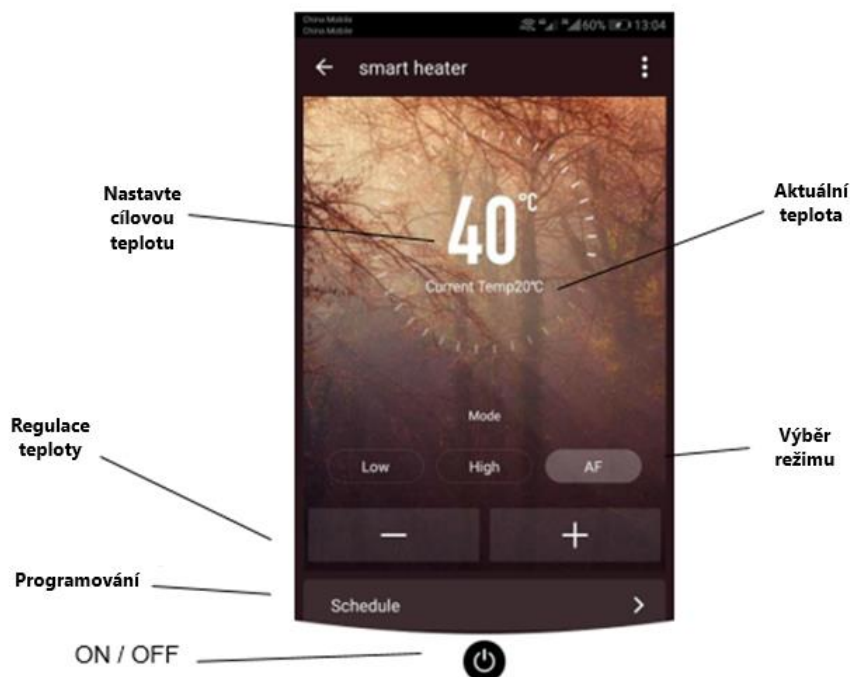 China Mobile
China Mobile
60% 13:04
smart heater
Nastavte
cílovou
teplotu
40°C
Aktuální
teplota
Current Temp20°C
Mode
Regulace
teploty
Low High AF
Výběr
režimu
− +
Programování
Schedule
ON / OFF